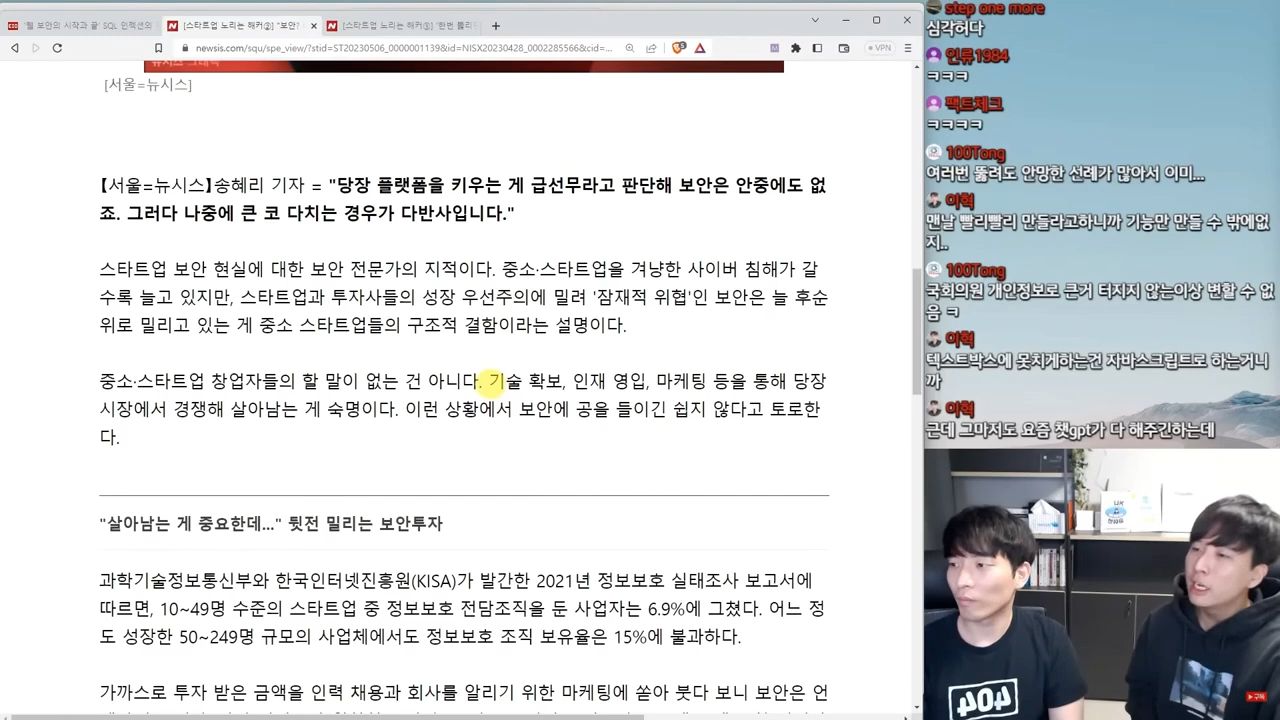 '웹 보안의 시작과 끝' SQL 인젝션의
[스타트업 노리는 해커②] "보안?
[스타트업 노리는 해커③] "한번 뚫리
newsis.com/squ/spe_view/?stid=ST20230506_0000001139&id=NISX20230428_0002285566&cid=...
VPN
뉴시스 그래픽
[서울=뉴시스]
【서울=뉴시스】송혜리 기자 = "당장 플랫폼을 키우는 게 급선무라고 판단해 보안은 안중에도 없
죠. 그러다 나중에 큰 코 다치는 경우가 다반사입니다."
스타트업 보안 현실에 대한 보안 전문가의 지적이다. 중소·스타트업을 겨냥한 사이버 침해가 갈
수록 늘고 있지만, 스타트업과 투자사들의 성장 우선주의에 밀려 '잠재적 위협'인 보안은 늘 후순
위로 밀리고 있는 게 중소 스타트업들의 구조적 결함이라는 설명이다.
중소·스타트업 창업자들의 할 말이 없는 건 아니다. 기술 확보, 인재 영입, 마케팅 등을 통해 당장
시장에서 경쟁해 살아남는 게 숙명이다. 이런 상황에서 보안에 공을 들이긴 쉽지 않다고 토로한
다.
"살아남는 게 중요한데..." 뒷전 밀리는 보안투자
과학기술정보통신부와 한국인터넷진흥원(KISA)가 발간한 2021년 정보보호 실태조사 보고서에
따르면, 10~49명 수준의 스타트업 중 정보보호 전담조직을 둔 사업자는 6.9%에 그쳤다. 어느 정
도 성장한 50~249명 규모의 사업체에서도 정보보호 조직 보유율은 15%에 불과하다.
가까스로 투자 받은 금액을 인력 채용과 회사를 알리기 위한 마케팅에 쏟아 붓다 보니 보안은 언
step one more
심각허다
인류1984
ㅋㅋㅋ
팩트체크
ㅋㅋㅋㅋ
100Tong
여러번 뚫려도 안망한 선례가 많아서 이미...
이혁
맨날 빨리빨리 만들라고하니까 기능만 만들 수 밖에없
지..
100Tong
국회의원 개인정보로 큰거 터지지 않는이상 변할 수 없
음 ㅋ
이혁
텍스트박스에 못치게하는건 자바스크립트로 하는거니
까
이혁
근데 그마저도 요즘 챗gpt가 다 해주긴하는데
404
구독